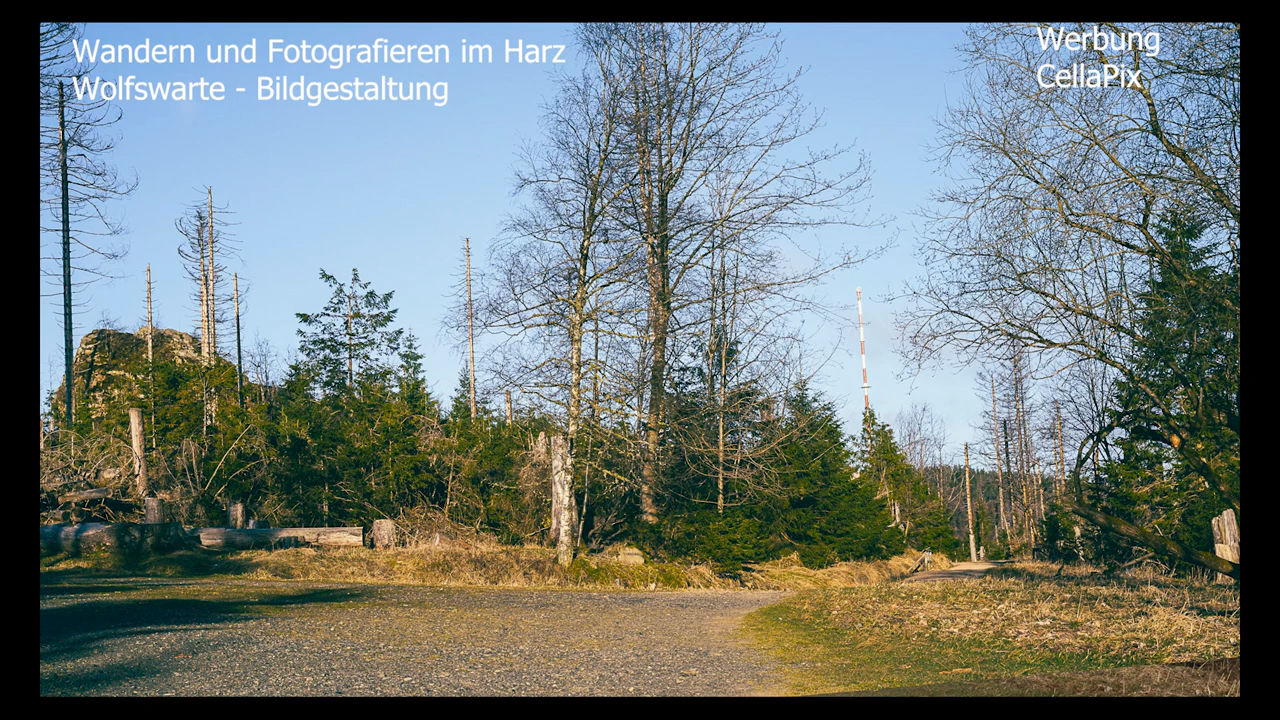 Wandern und Fotografieren im Harz
Wolfswarte - Bildgestaltung
Werbung
CellaPix